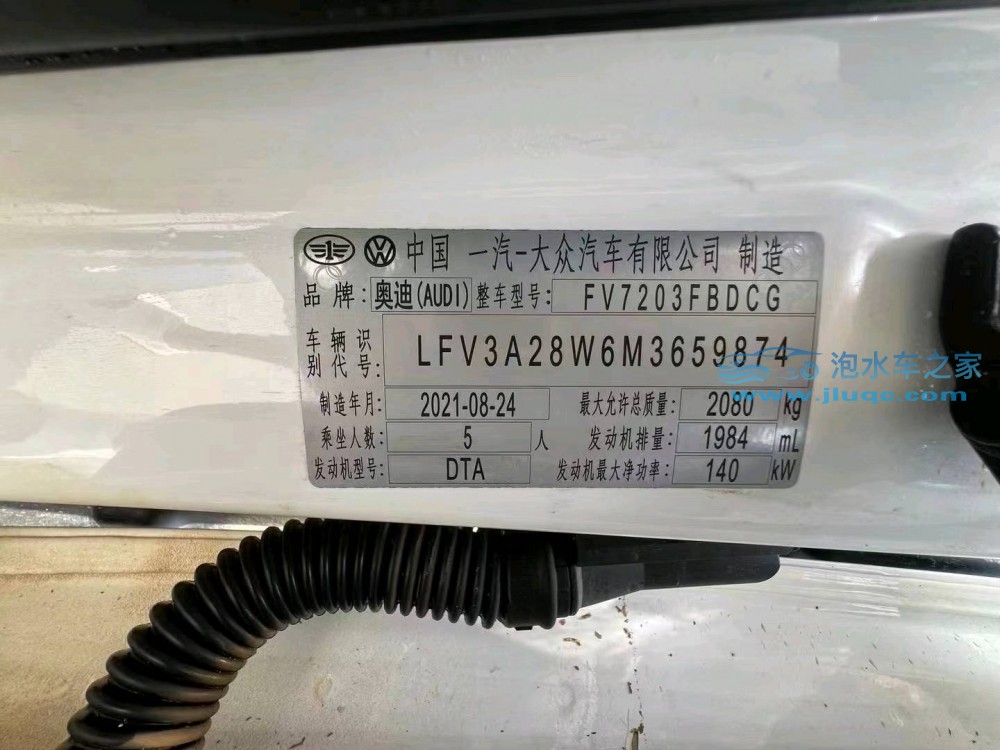 中国 一汽-大众汽车有限公司 制造
品牌: 奥迪(AUDI) 整车型号: FV7203FBDCG
车辆识别代号: LFV3A28W6M3659874
制造年月: 2021-08-24 最大允许总质量: 2080 kg
乘坐人数: 5 人 发动机排量: 1984 mL
发动机型号: DTA 发动机最大净功率: 140 kW
泡水车之家
www.jluqc.com